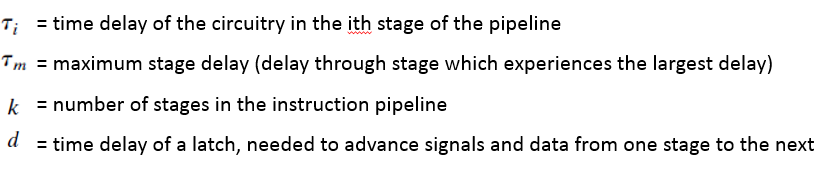 τᵢ = time delay of the circuitry in the ith stage of the pipeline
τₘ = maximum stage delay (delay through stage which experiences the largest delay)
k = number of stages in the instruction pipeline
d = time delay of a latch, needed to advance signals and data from one stage to the next